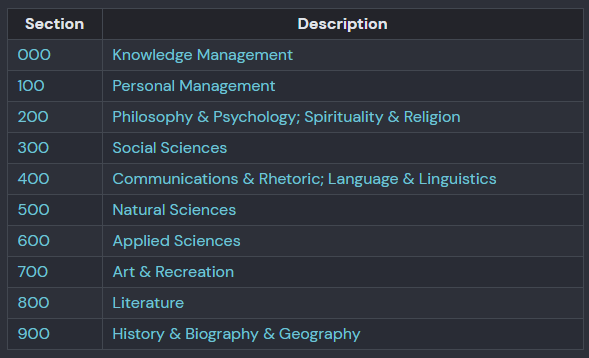 Section Description
000 Knowledge Management
100 Personal Management
200 Philosophy & Psychology; Spirituality & Religion
300 Social Sciences
400 Communications & Rhetoric; Language & Linguistics
500 Natural Sciences
600 Applied Sciences
700 Art & Recreation
800 Literature
900 History & Biography & Geography